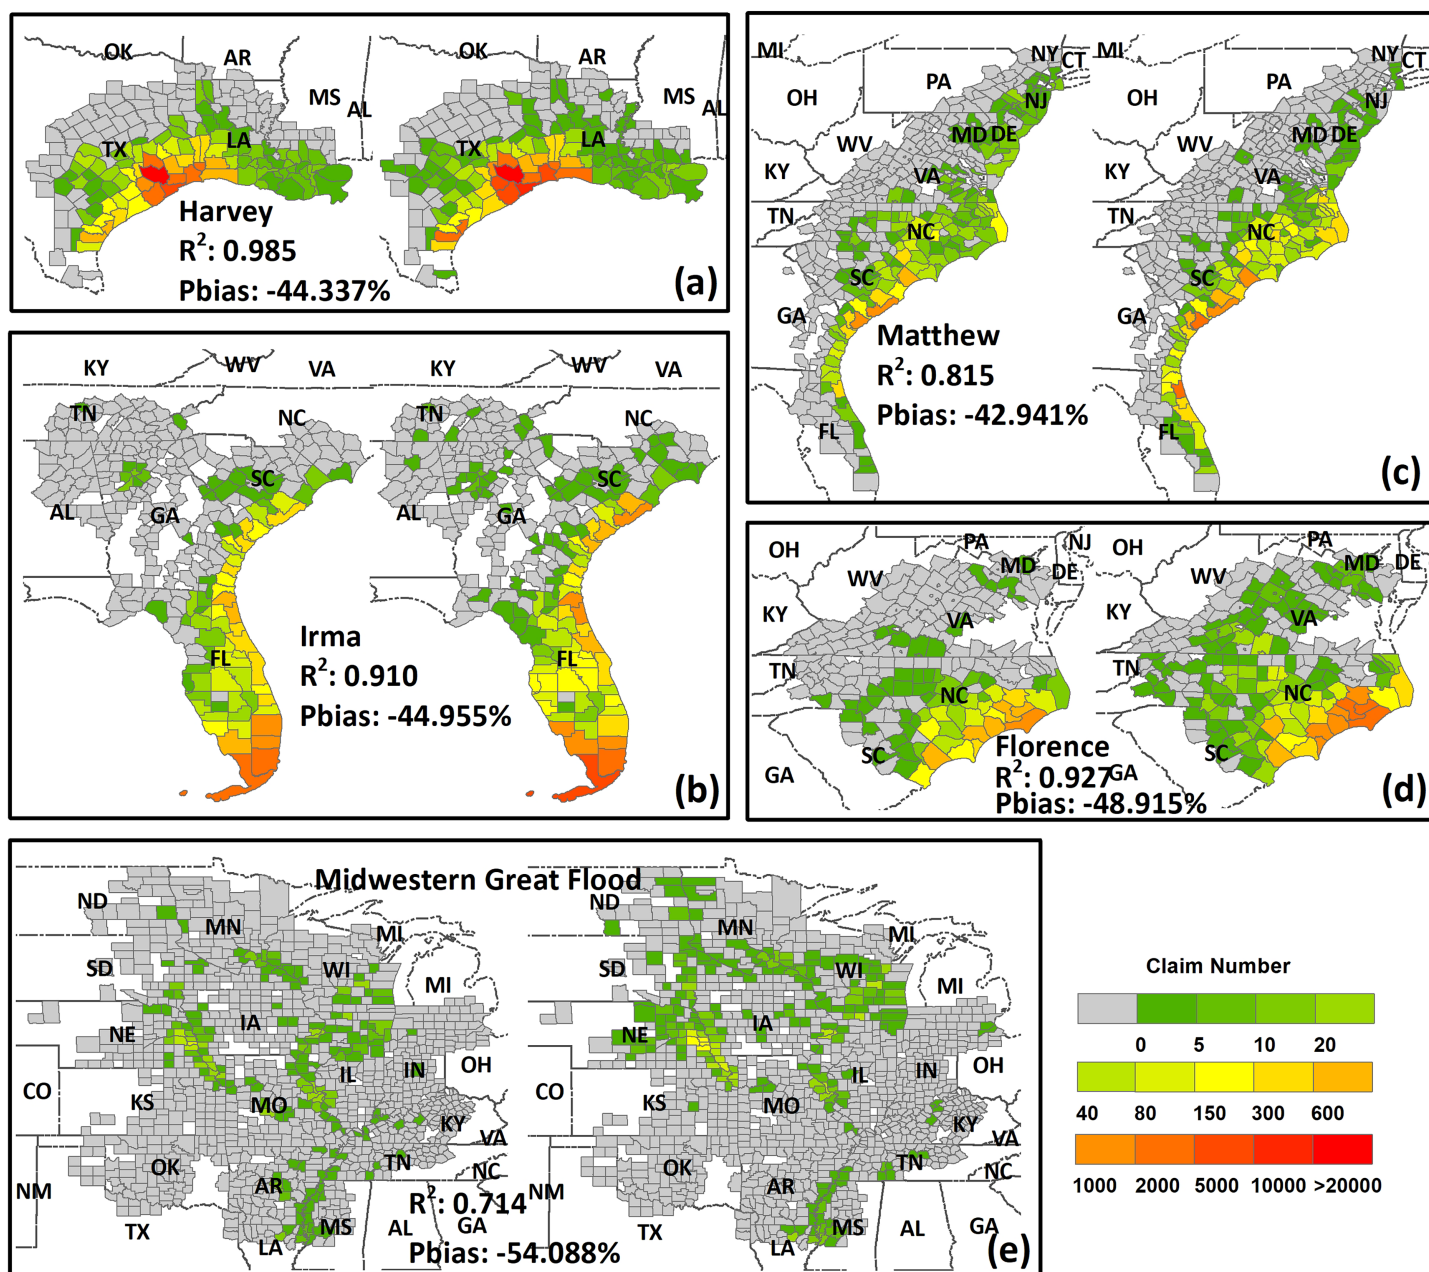 OK
AR
MS
AL
TX
LA
OK
AR
MS
AL
TX
LA
Harvey
R²: 0.985
Pbias: -44.337%
(a)
KY
WV
VA
TN
NC
SC
AL
GA
FL
KY
WV
VA
TN
NC
SC
AL
GA
FL
Irma
R²: 0.910
Pbias: -44.955%
(b)
MI
NY
CT
PA
OH
NJ
MD
DE
WV
KY
VA
TN
NC
SC
GA
FL
MI
NY
CT
PA
OH
NJ
MD
DE
WV
KY
VA
TN
NC
SC
GA
FL
Matthew
R²: 0.815
Pbias: -42.941%
(c)
OH
PA
NJ
MD
DE
WV
KY
VA
TN
NC
SC
GA
OH
PA
MD
DE
WV
KY
VA
TN
NC
SC
GA
Florence
R²: 0.927
Pbias: -48.915%
(d)
Midwestern Great Flood
ND
MN
MI
SD
WI
MI
NE
IA
OH
CO
IL
IN
KS
MO
KY
VA
OK
TN
NC
NM
AR
TX
MS
AL
GA
LA
ND
MN
MI
SD
WI
MI
NE
IA
OH
CO
IL
IN
KS
MO
KY
VA
OK
TN
NC
NM
AR
TX
MS
AL
GA
LA
R²: 0.714
Pbias: -54.088%
(e)
Claim Number
0 5 10 20
40 80 150 300 600
1000 2000 5000 10000 >20000